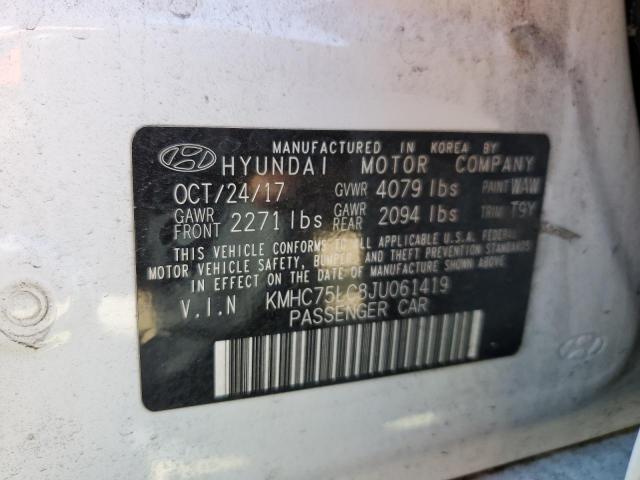 MANUFACTURED IN KOREA BY
HYUNDAI MOTOR COMPANY
OCT/24/17 GVWR 4079 lbs PAINT WAW
GAWR FRONT 2271 lbs GAWR REAR 2094 lbs TRIM T9Y
THIS VEHICLE CONFORMS TO ALL APPLICABLE U.S.A. FEDERAL
MOTOR VEHICLE SAFETY, BUMPER, AND THEFT PREVENTION STANDARDS
IN EFFECT ON THE DATE OF MANUFACTURE SHOWN ABOVE.
V.I.N KMHC75LC8JU061419
PASSENGER CAR